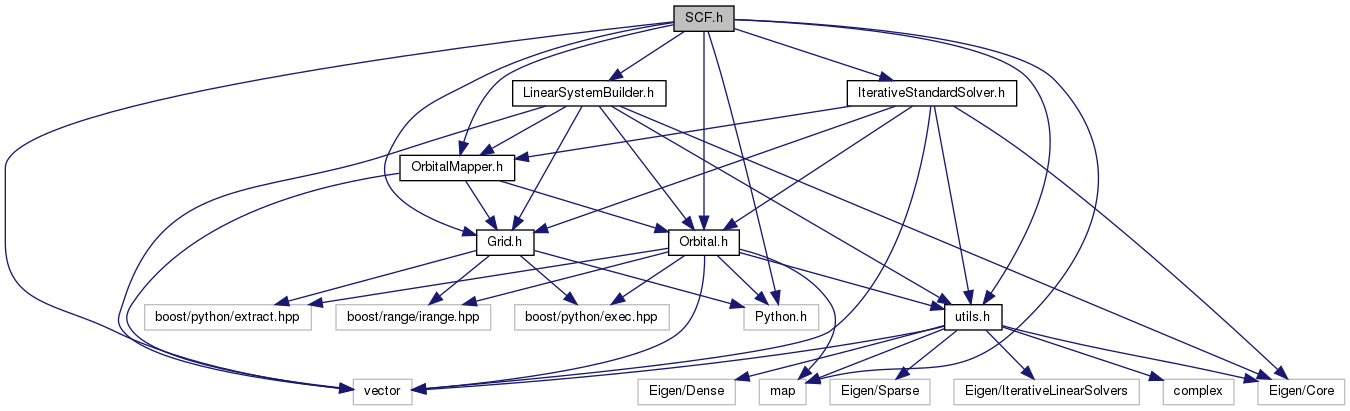 SCF.h
LinearSystemBuilder.h
IterativeStandardSolver.h
OrbitalMapper.h
Grid.h
Orbital.h
boost/python/extract.hpp
boost/range/irange.hpp
boost/python/exec.hpp
Python.h
utils.h
vector
Eigen/Dense
map
Eigen/Sparse
Eigen/IterativeLinearSolvers
complex
Eigen/Core